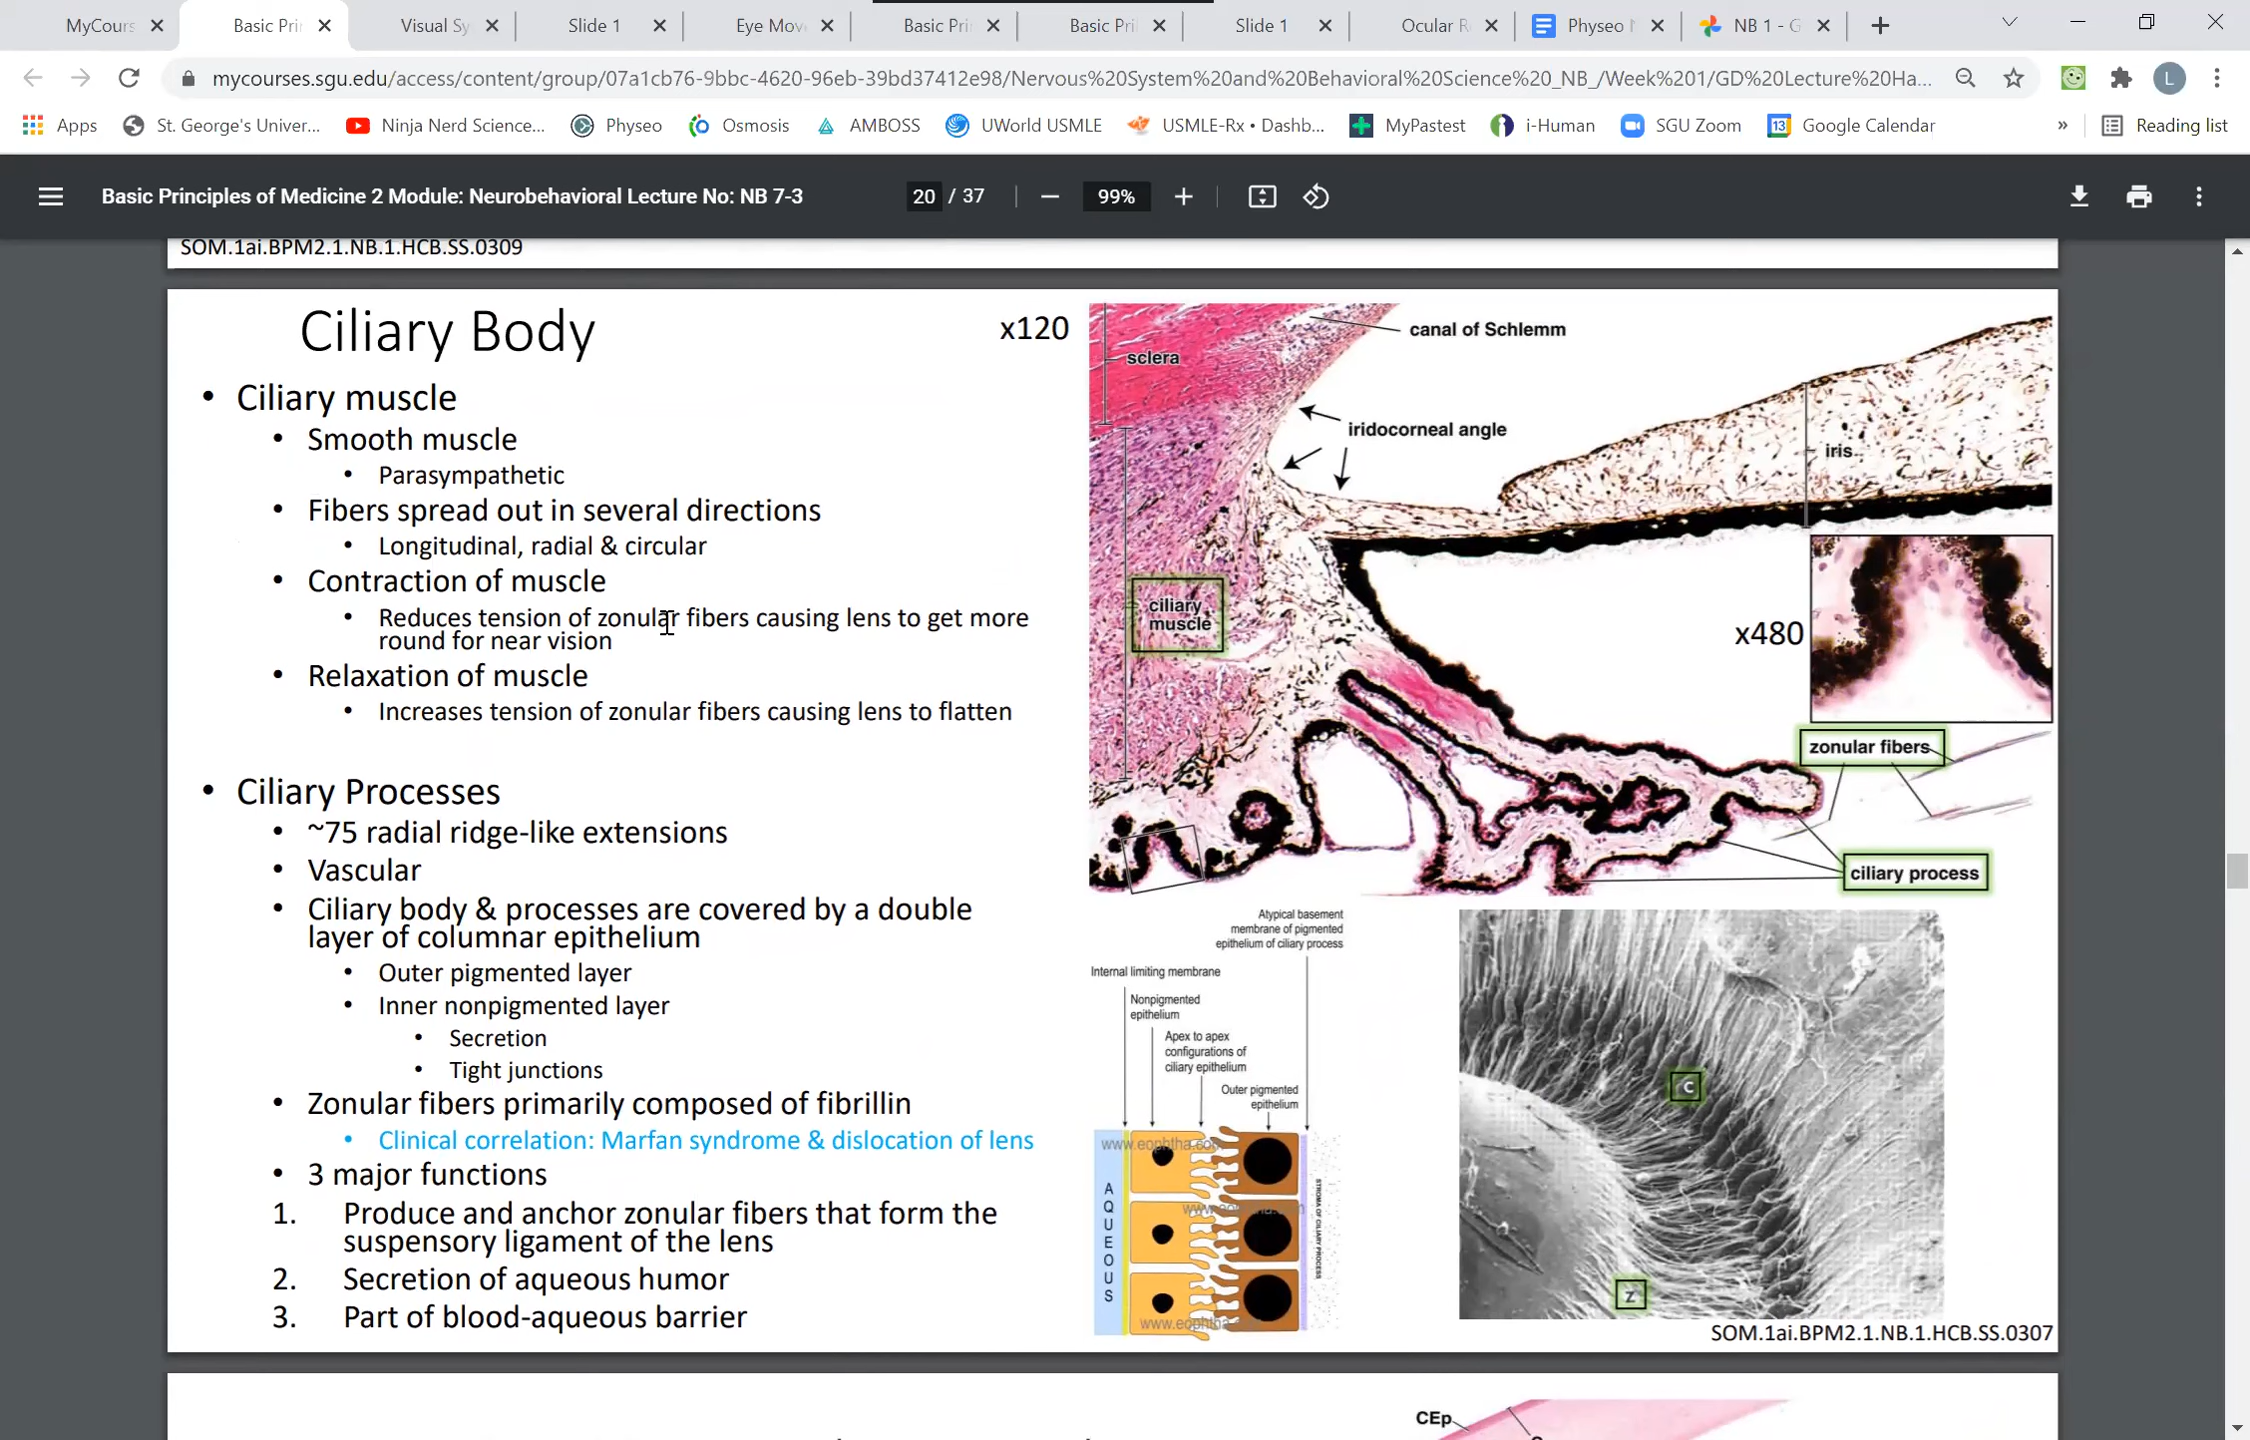 MyCours
Basic Prin
Visual Sy
Slide 1
Eye Move
Basic Prin
Basic Prin
Slide 1
Ocular R
Physeo N
NB 1 - G
mycourses.sgu.edu/access/content/group/07a1cb76-9bbc-4620-96eb-39bd37412e98/Nervous%20System%20and%20Behavioral%20Science%20_NB_/Week%201/GD%20Lecture%20Ha...
L
Apps
St. George's Univer...
Ninja Nerd Science...
Physeo
Osmosis
AMBOSS
UWorld USMLE
USMLE-Rx • Dashb...
MyPastest
i-Human
SGU Zoom
13
Google Calendar
»
Reading list
Basic Principles of Medicine 2 Module: Neurobehavioral Lecture No: NB 7-3
20 / 37
99%
SOM.1ai.BPM2.1.NB.1.HCB.SS.0309
Ciliary Body
• Ciliary muscle
• Smooth muscle
• Parasympathetic
• Fibers spread out in several directions
• Longitudinal, radial & circular
• Contraction of muscle
• Reduces tension of zonular fibers causing lens to get more
round for near vision
• Relaxation of muscle
• Increases tension of zonular fibers causing lens to flatten
• Ciliary Processes
• ~75 radial ridge-like extensions
• Vascular
• Ciliary body & processes are covered by a double
layer of columnar epithelium
• Outer pigmented layer
• Inner nonpigmented layer
• Secretion
• Tight junctions
• Zonular fibers primarily composed of fibrillin
• Clinical correlation: Marfan syndrome & dislocation of lens
• 3 major functions
1. Produce and anchor zonular fibers that form the
suspensory ligament of the lens
2. Secretion of aqueous humor
3. Part of blood-aqueous barrier
x120
canal of Schlemm
sclera
iridocorneal angle
iris
ciliary
muscle
x480
zonular fibers
ciliary process
Atypical basement
membrane of pigmented
epithelium of ciliary process
Internal limiting membrane
Nonpigmented
epithelium
Apex to apex
configurations of
ciliary epithelium
Outer pigmented
epithelium
www.eophtha.com
AQUEOUS
STROMA OF CILIARY PROCESS
C
Z
SOM.1ai.BPM2.1.NB.1.HCB.SS.0307
CEp